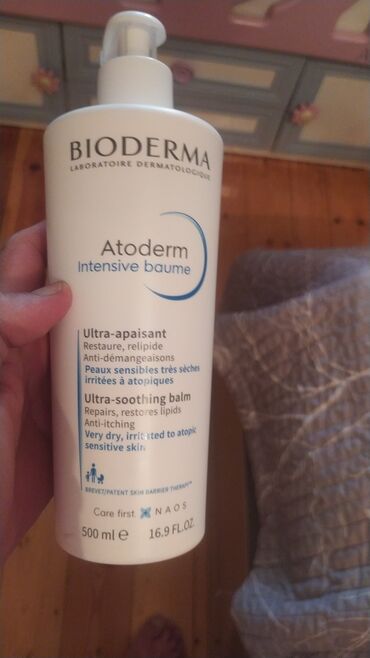 BIODERMA
LABORATOIRE DERMATOLOGIQUE
Atoderm
Intensive baume
Ultra-apaisant
Restaure, relipide
Anti-démangeaisons
Peaux sensibles très sèches
irritées à atopiques
Ultra-soothing balm
Repairs, restores lipids
Anti-itching
Very dry, irritated to atopic
sensitive skin
BREVET/PATENT SKIN BARRIER THERAPY™
Care first NAOS
500 ml e 16.9 FL.OZ.